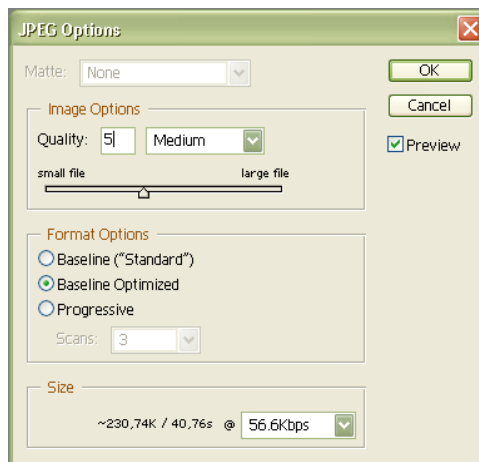 JPEG Options
Matte: None
OK
Image Options
Cancel
Quality: 5 Medium
Preview
small file large file
Format Options
Baseline ("Standard")
Baseline Optimized
Progressive
Scans: 3
Size
~230,74K / 40,76s @ 56.6Kbps